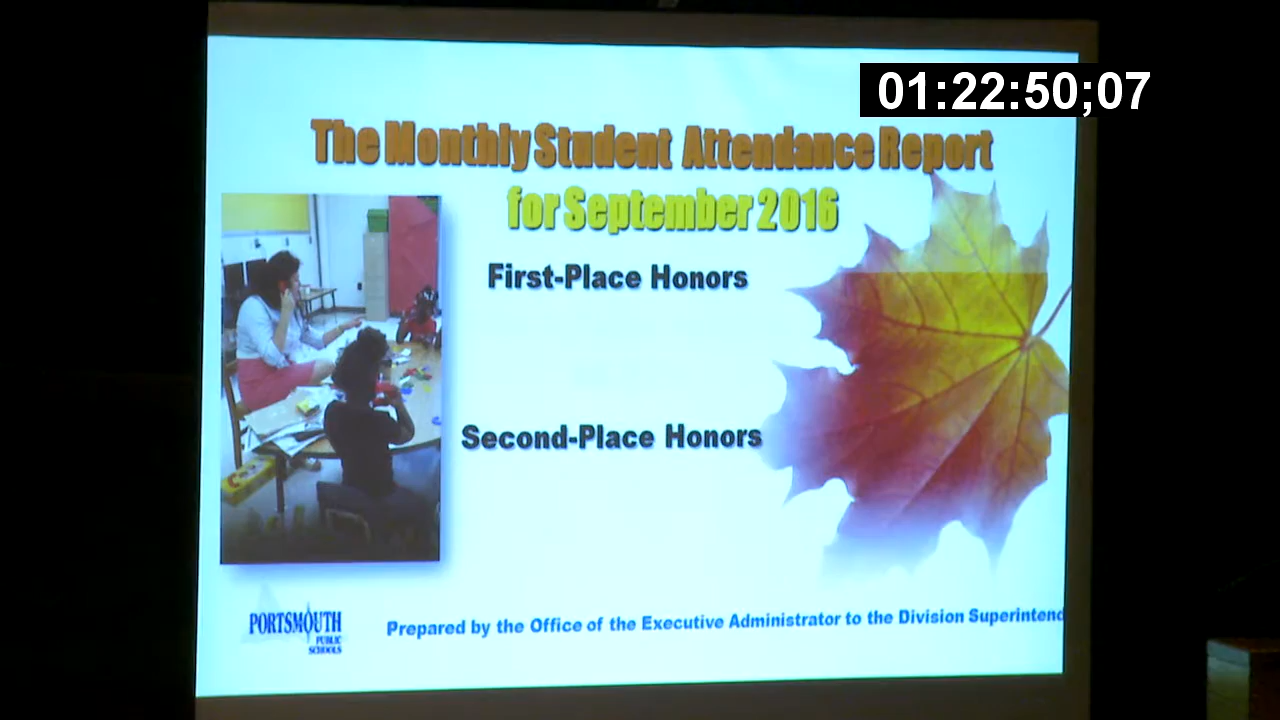 01:22:50;07
The Monthly Student Attendance Report
for September 2016
First-Place Honors
Second-Place Honors
PORTSMOUTH
PUBLIC
SCHOOLS
Prepared by the Office of the Executive Administrator to the Division Superintend